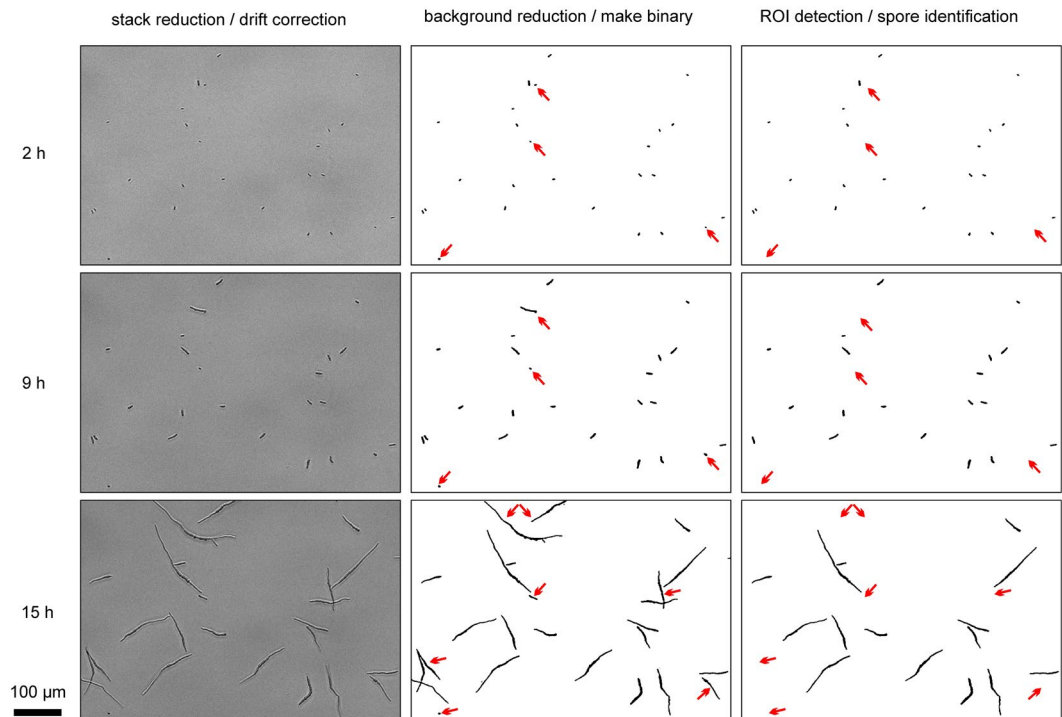 stack reduction / drift correction
background reduction / make binary
ROI detection / spore identification
2 h
9 h
15 h
100 µm